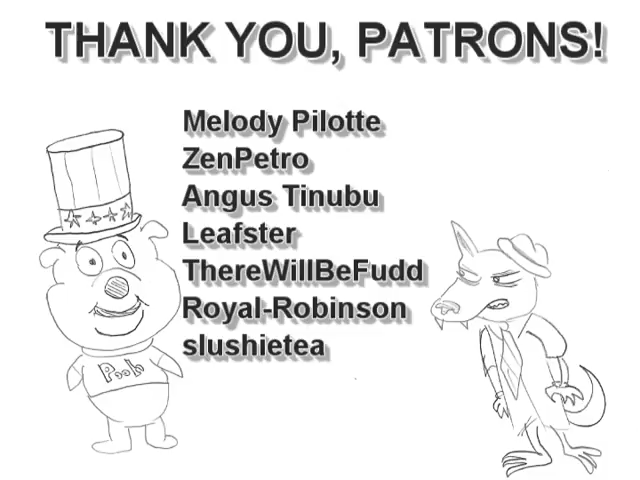 THANK YOU, PATRONS!
Melody Pilotte
ZenPetro
Angus Tinubu
Leafster
ThereWillBeFudd
Royal-Robinson
slushietea
Pooh